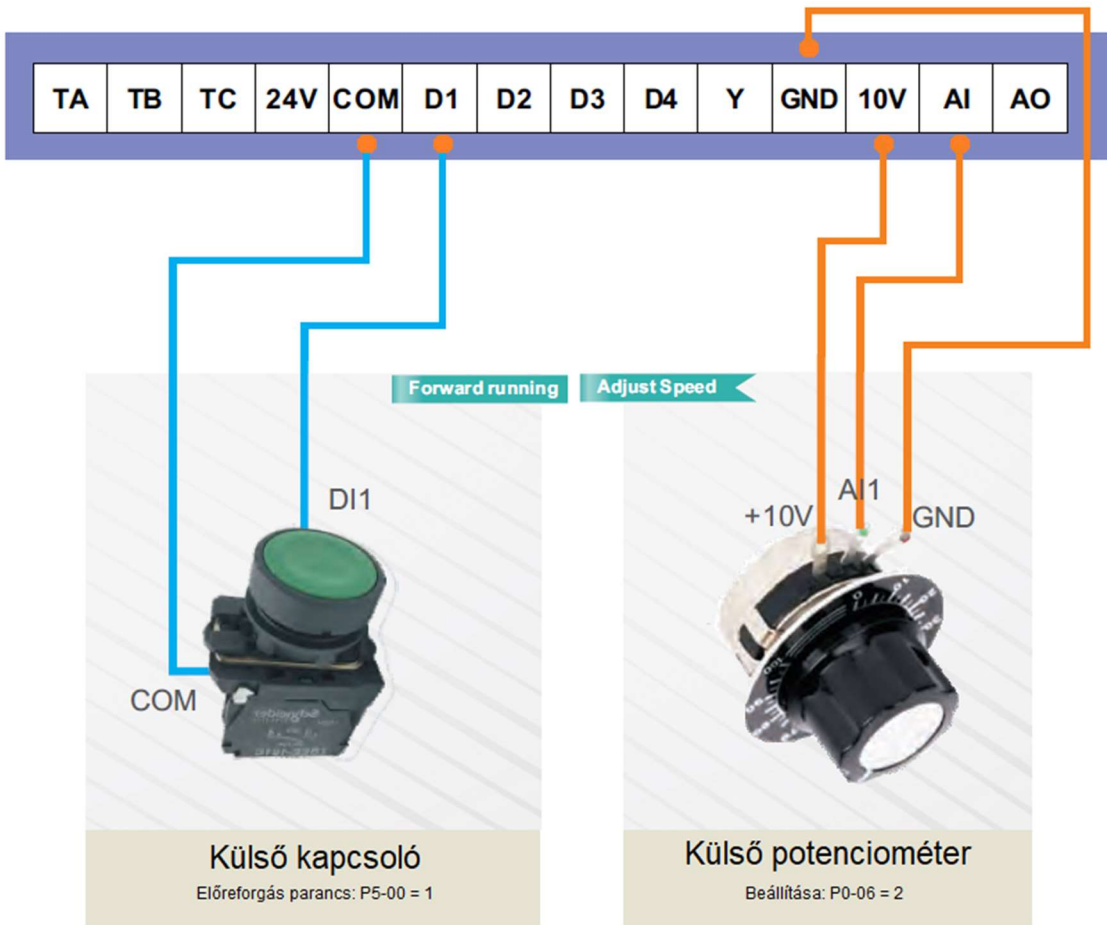 TA TB TC 24V COM D1 D2 D3 D4 Y GND 10V AI AO
Forward running
Adjust Speed
DI1
COM
+10V
AI1
GND
Külső kapcsoló
Előreforgás parancs: P5-00 = 1
Külső potenciométer
Beállítása: P0-06 = 2